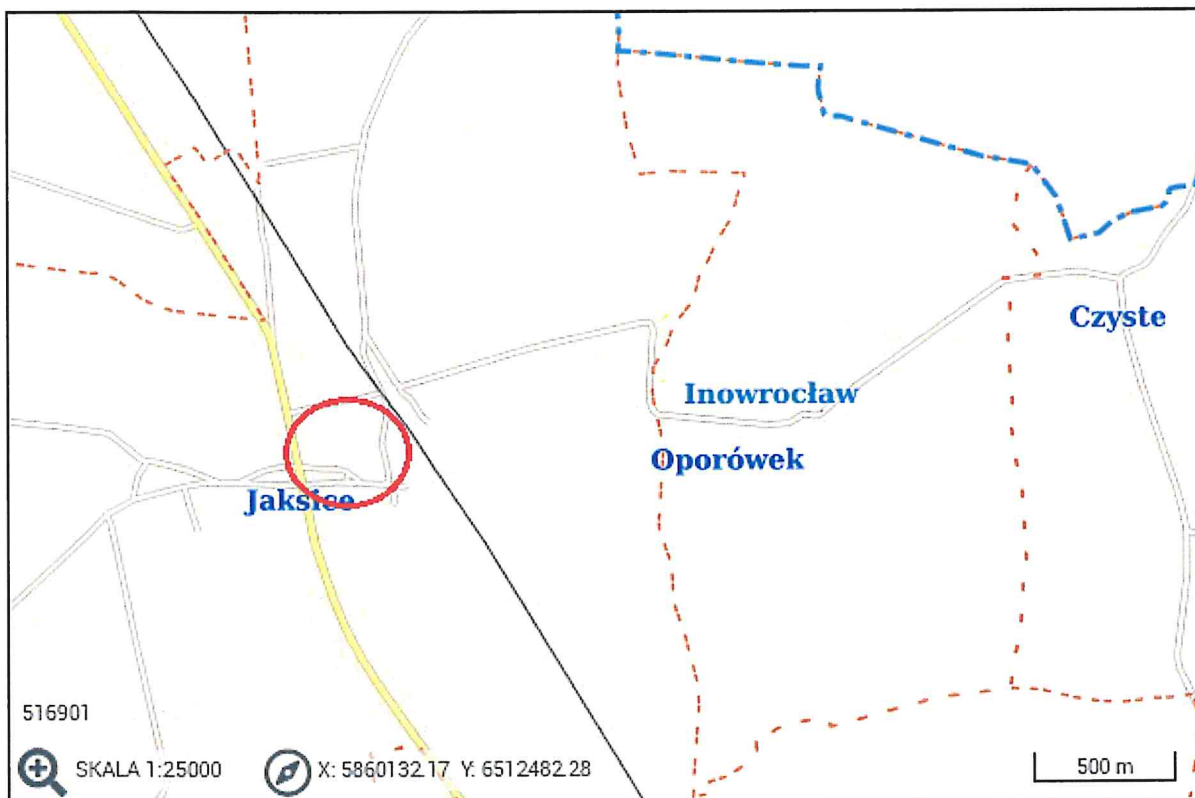 Czyste
Inowrocław
Oporówek
Jaksice
516901
SKALA 1:25000
X: 5860132.17 Y: 6512482.28
500 m